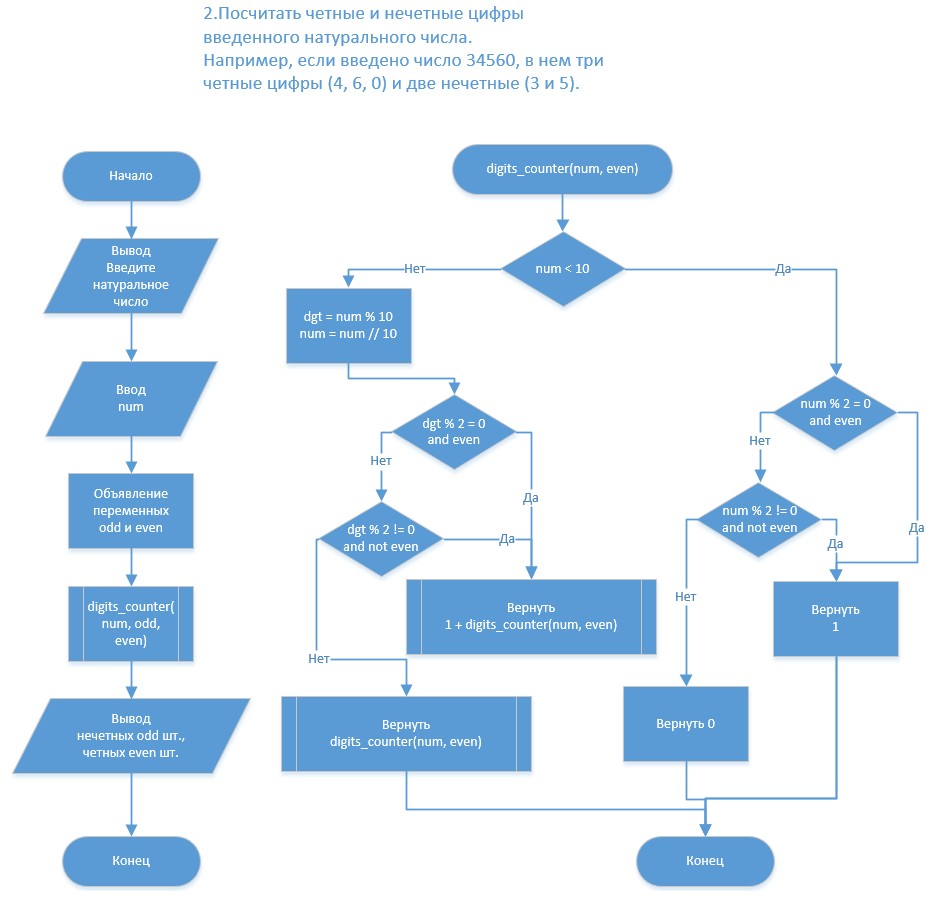 2.Посчитать четные и нечетные цифры
введенного натурального числа.
Например, если введено число 34560, в нем три
четные цифры (4, 6, 0) и две нечетные (3 и 5).
Начало
Вывод
Введите
натуральное
число
Ввод
num
Объявление
переменных
odd и even
digits_counter(
num, odd,
even)
Вывод
нечетных odd шт.,
четных even шт.
Конец
digits_counter(num, even)
num < 10
Нет
Да
dgt = num % 10
num = num // 10
dgt % 2 = 0
and even
Нет
Да
dgt % 2 != 0
and not even
Да
Нет
Вернуть
1 + digits_counter(num, even)
Вернуть
digits_counter(num, even)
num % 2 = 0
and even
Нет
Да
num % 2 != 0
and not even
Да
Нет
Вернуть
1
Вернуть 0
Конец